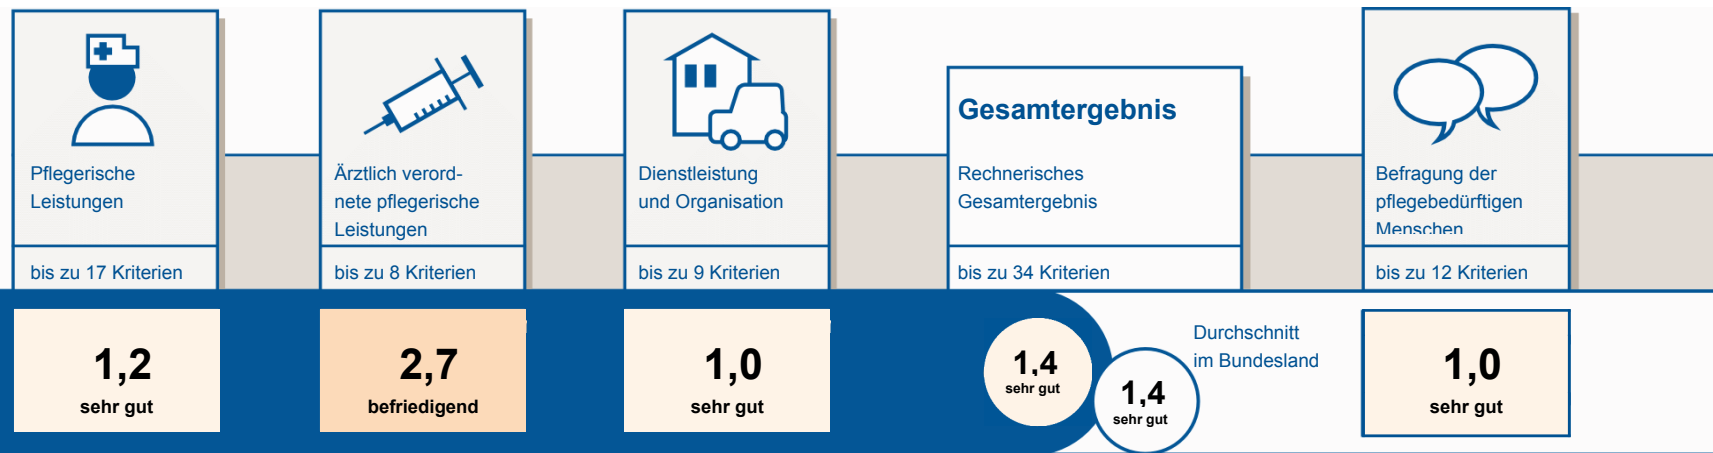 Pflegerische
Leistungen
bis zu 17 Kriterien
1,2
sehr gut
Ärztlich verord-
nete pflegerische
Leistungen
bis zu 8 Kriterien
2,7
befriedigend
Dienstleistung
und Organisation
bis zu 9 Kriterien
1,0
sehr gut
Gesamtergebnis
Rechnerisches
Gesamtergebnis
bis zu 34 Kriterien
1,4
sehr gut
Durchschnitt
im Bundesland
1,4
sehr gut
Befragung der
pflegebedürftigen
Menschen
bis zu 12 Kriterien
1,0
sehr gut